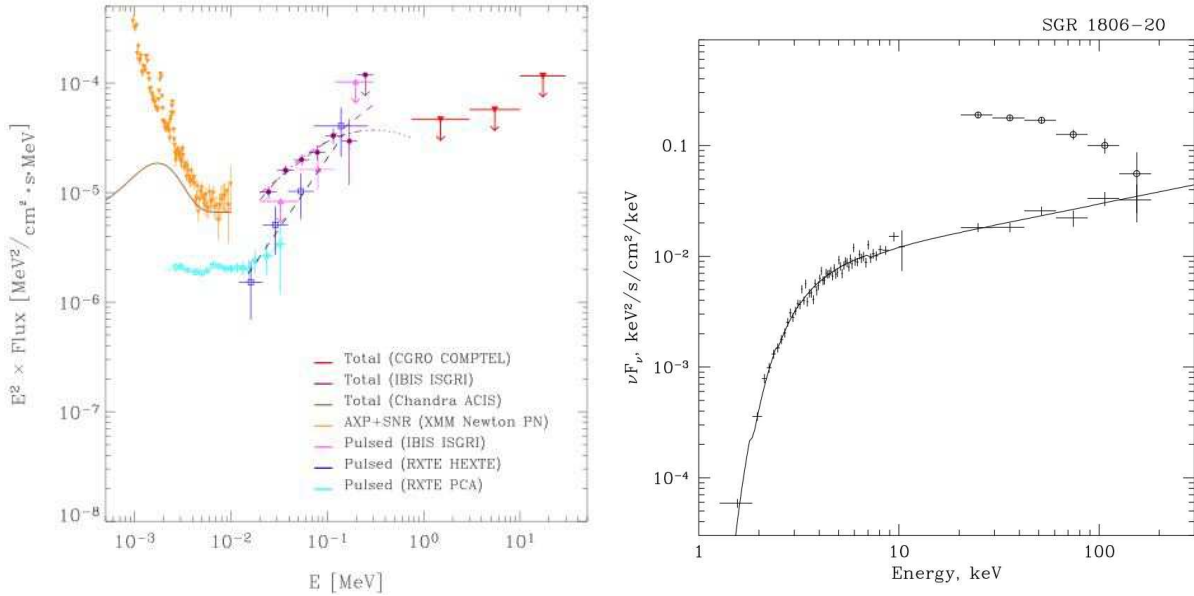 E² × Flux [MeV²/cm²·s·MeV]
10⁻⁴
10⁻⁵
10⁻⁶
10⁻⁷
10⁻⁸
Total (CGRO COMPTEL)
Total (IBIS ISGRI)
Total (Chandra ACIS)
AXP+SNR (XMM Newton PN)
Pulsed (IBIS ISGRI)
Pulsed (RXTE HEXTE)
Pulsed (RXTE PCA)
10⁻³ 10⁻² 10⁻¹ 10⁰ 10¹
E [MeV]
SGR 1806−20
νFν, keV²/s/cm²/keV
0.1
10⁻²
10⁻³
10⁻⁴
1 10 100
Energy, keV